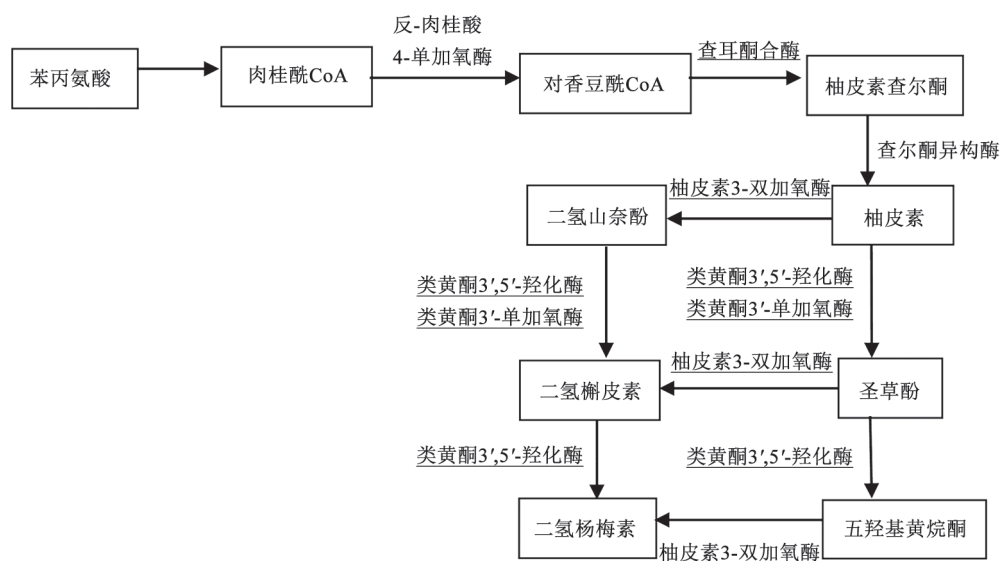 反-肉桂酸
4-单加氧酶
查耳酮合酶
苯丙氨酸
肉桂酰CoA
对香豆酰CoA
柚皮素查尔酮
查尔酮异构酶
柚皮素3-双加氧酶
二氢山奈酚
柚皮素
类黄酮3′,5′-羟化酶
类黄酮3′-单加氧酶
类黄酮3′,5′-羟化酶
类黄酮3′-单加氧酶
柚皮素3-双加氧酶
二氢槲皮素
圣草酚
类黄酮3′,5′-羟化酶
类黄酮3′,5′-羟化酶
二氢杨梅素
五羟基黄烷酮
柚皮素3-双加氧酶